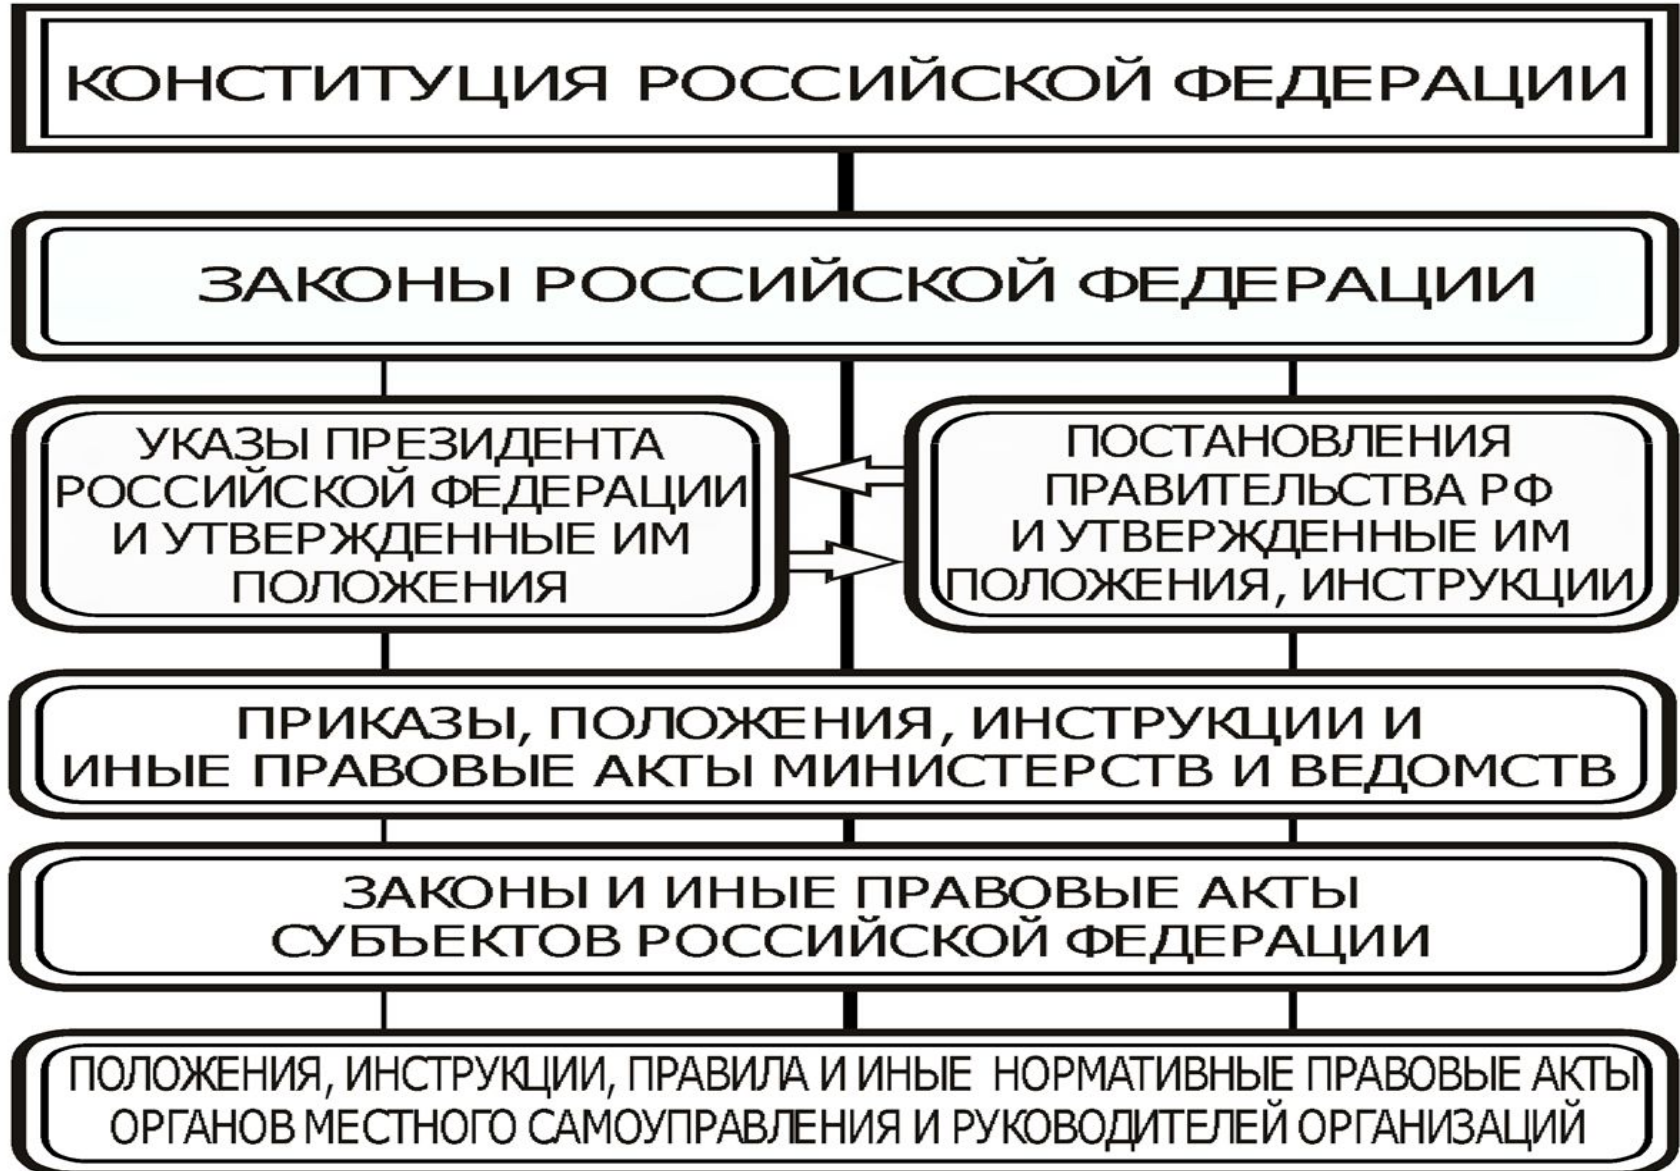 КОНСТИТУЦИЯ РОССИЙСКОЙ ФЕДЕРАЦИИ
ЗАКОНЫ РОССИЙСКОЙ ФЕДЕРАЦИИ
УКАЗЫ ПРЕЗИДЕНТА
РОССИЙСКОЙ ФЕДЕРАЦИИ
И УТВЕРЖДЕННЫЕ ИМ
ПОЛОЖЕНИЯ
ПОСТАНОВЛЕНИЯ
ПРАВИТЕЛЬСТВА РФ
И УТВЕРЖДЕННЫЕ ИМ
ПОЛОЖЕНИЯ, ИНСТРУКЦИИ
ПРИКАЗЫ, ПОЛОЖЕНИЯ, ИНСТРУКЦИИ И
ИНЫЕ ПРАВОВЫЕ АКТЫ МИНИСТЕРСТВ И ВЕДОМСТВ
ЗАКОНЫ И ИНЫЕ ПРАВОВЫЕ АКТЫ
СУБЪЕКТОВ РОССИЙСКОЙ ФЕДЕРАЦИИ
ПОЛОЖЕНИЯ, ИНСТРУКЦИИ, ПРАВИЛА И ИНЫЕ НОРМАТИВНЫЕ ПРАВОВЫЕ АКТЫ
ОРГАНОВ МЕСТНОГО САМОУПРАВЛЕНИЯ И РУКОВОДИТЕЛЕЙ ОРГАНИЗАЦИЙ